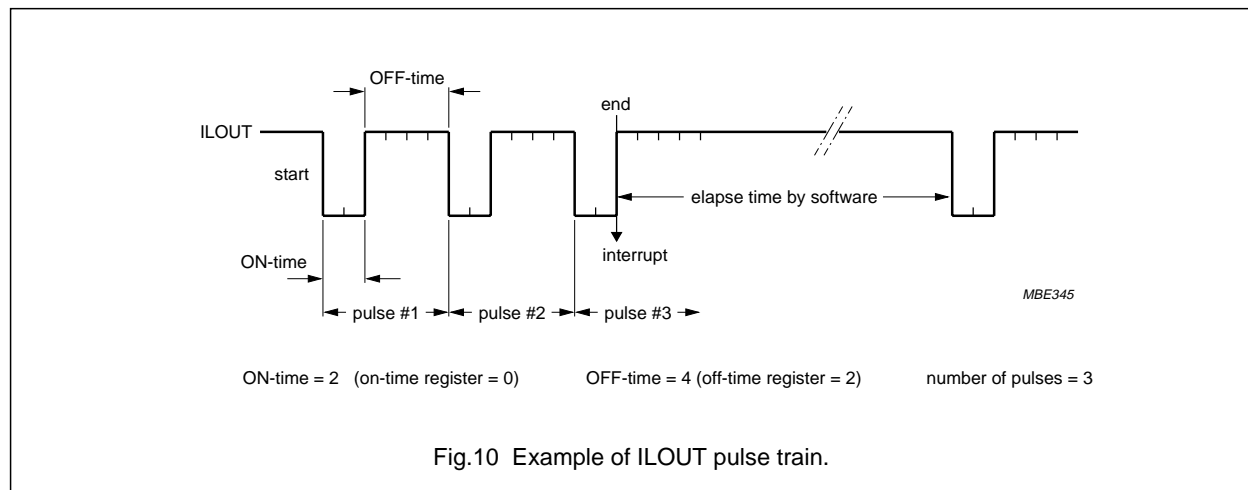 OFF-time
end
ILOUT
start
elapse time by software
interrupt
ON-time
MBE345
pulse #1 pulse #2 pulse #3
ON-time = 2 (on-time register = 0) OFF-time = 4 (off-time register = 2) number of pulses = 3
Fig.10 Example of ILOUT pulse train.